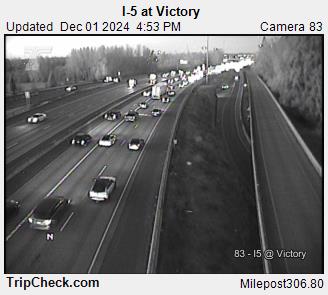 I-5 at Victory
Updated Dec 01 2024 4:53 PM Camera 83
N
83 - I5 @ Victory
TripCheck.com Milepost306.80